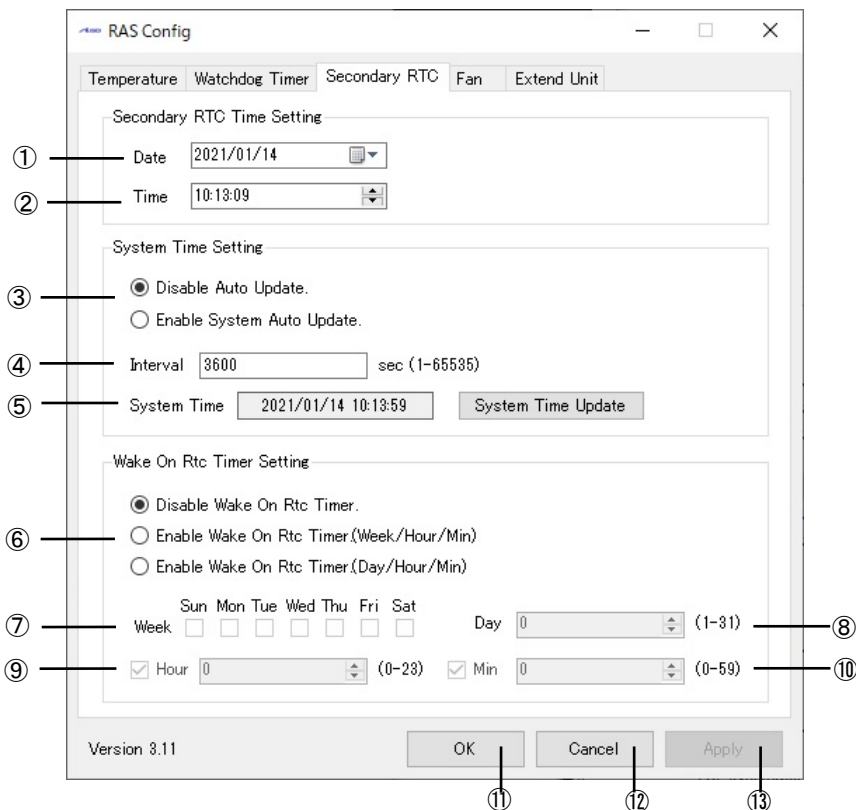 RAS Config
Temperature Watchdog Timer Secondary RTC Fan Extend Unit
Secondary RTC Time Setting
① Date 2021/01/14
② Time 10:13:09
System Time Setting
③ Disable Auto Update.
Enable System Auto Update.
④ Interval 3600 sec (1-65535)
⑤ System Time 2021/01/14 10:13:59 System Time Update
Wake On Rtc Timer Setting
Disable Wake On Rtc Timer.
⑥ Enable Wake On Rtc Timer.(Week/Hour/Min)
Enable Wake On Rtc Timer.(Day/Hour/Min)
Sun Mon Tue Wed Thu Fri Sat
⑦ Week Day 0 (1-31) ⑧
⑨ Hour 0 (0-23) Min 0 (0-59) ⑩
Version 3.11 OK Cancel Apply
⑪ ⑫ ⑬